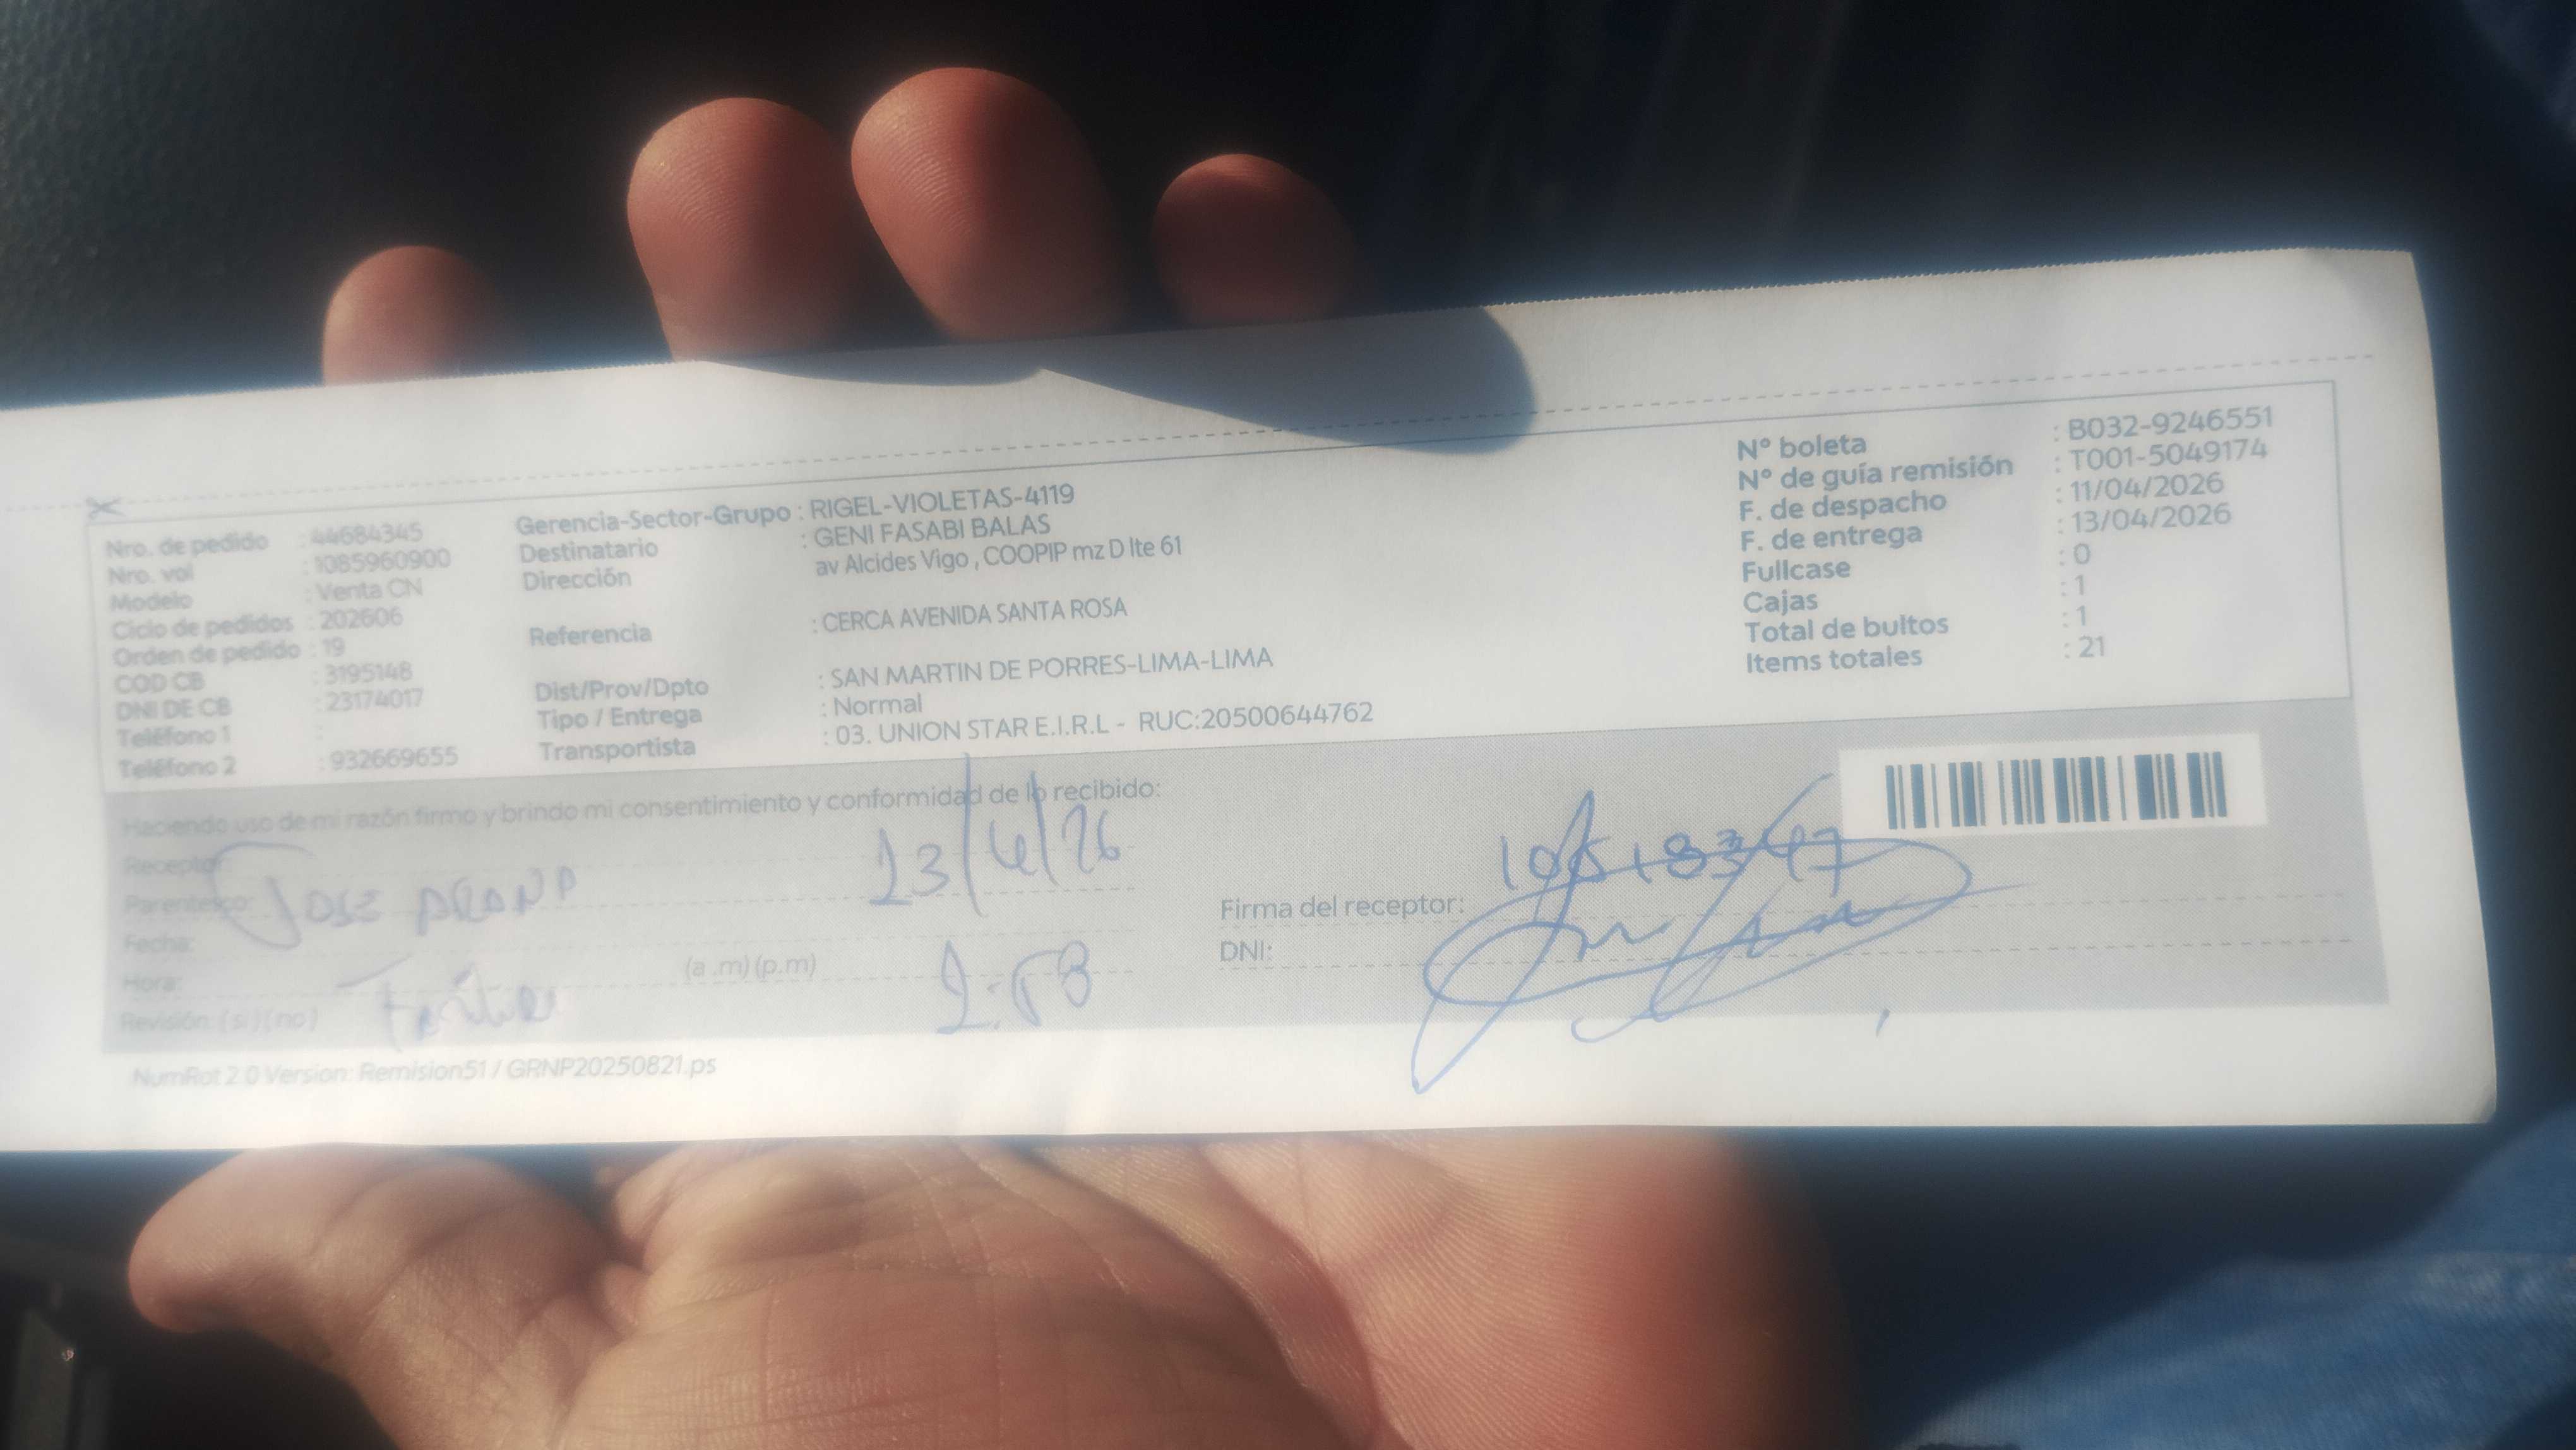 Nro. de pedido : 44684345
Nro. vol : 1085960900
Modelo : Venta CN
Ciclo de pedidos : 202606
Orden de pedido : 19
COD CB : 3195148
DNI DE CB : 23174017
Teléfono 1 :
Teléfono 2 : 932669655
Gerencia-Sector-Grupo : RIGEL-VIOLETAS-4119
Destinatario : GENI FASABI BALAS
Dirección av Alcides Vigo , COOPIP mz D lte 61
Referencia : CERCA AVENIDA SANTA ROSA
Dist/Prov/Dpto : SAN MARTIN DE PORRES-LIMA-LIMA
Tipo / Entrega : Normal
Transportista : 03. UNION STAR E.I.R.L - RUC:20500644762
N° boleta : B032-9246551
N° de guía remisión : T001-5049174
F. de despacho : 11/04/2026
F. de entrega : 13/04/2026
Fullcase : 0
Cajas : 1
Total de bultos : 1
Items totales : 21
Haciendo uso de mi razón firmo y brindo mi consentimiento y conformidad de lo recibido:
Receptor:
Parentesco: JOSE 13/4/26
Fecha:
Hora: (a .m) (p.m)
Revisión: ( si ) ( no )
Firma del receptor:
DNI:
NumRot 2.0 Version: Remision51 / GRNP20250821.ps